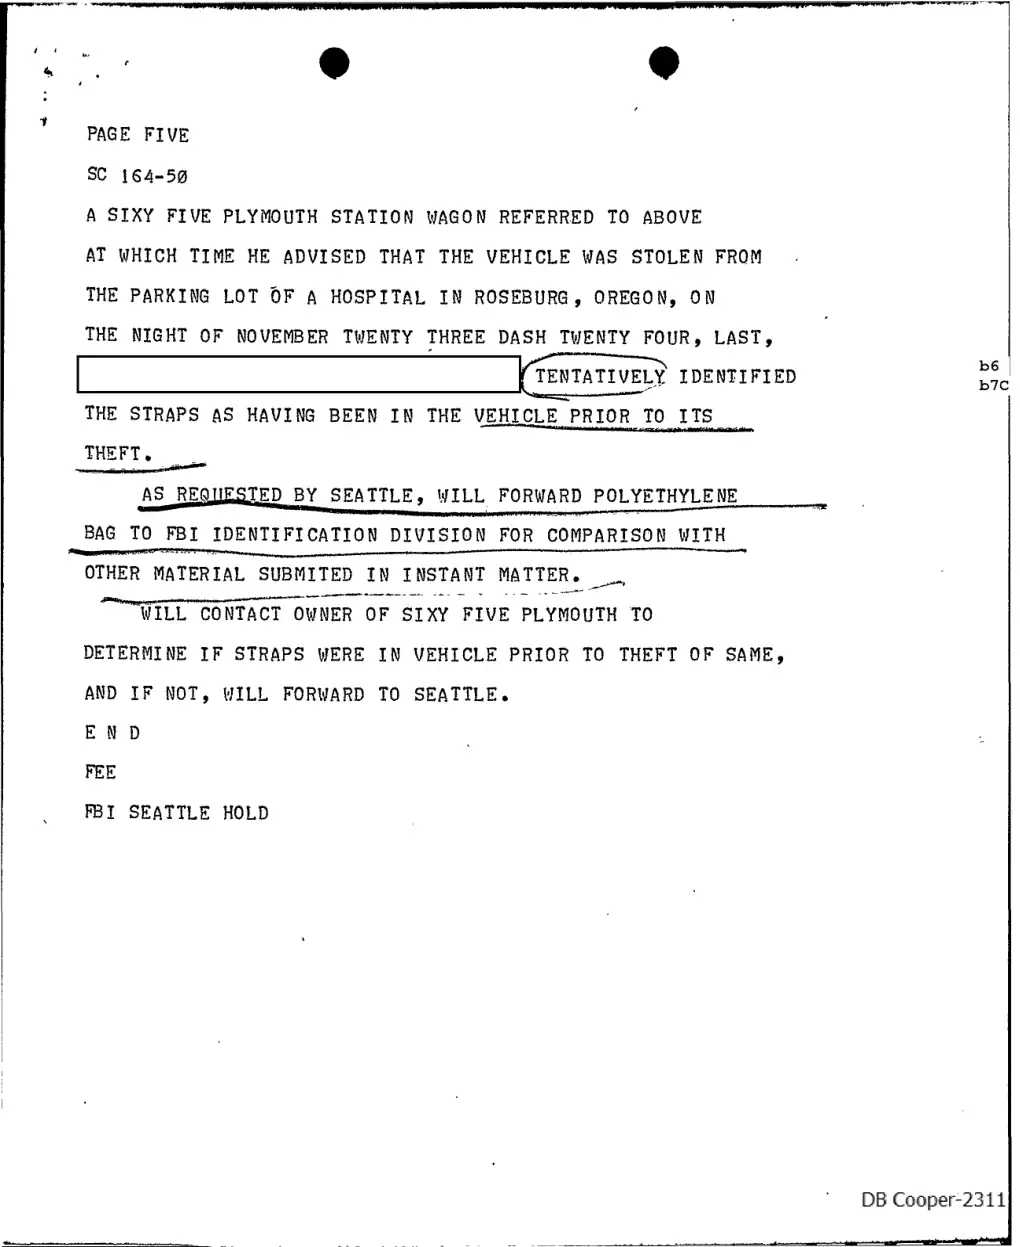 PAGE FIVE
SC 164-50
A SIXY FIVE PLYMOUTH STATION WAGON REFERRED TO ABOVE
AT WHICH TIME HE ADVISED THAT THE VEHICLE WAS STOLEN FROM
THE PARKING LOT OF A HOSPITAL IN ROSEBURG, OREGON, ON
THE NIGHT OF NOVEMBER TWENTY THREE DASH TWENTY FOUR, LAST,
TENTATIVELY IDENTIFIED
b6
b7C
THE STRAPS AS HAVING BEEN IN THE VEHICLE PRIOR TO ITS
THEFT.
AS REQUESTED BY SEATTLE, WILL FORWARD POLYETHYLENE
BAG TO FBI IDENTIFICATION DIVISION FOR COMPARISON WITH
OTHER MATERIAL SUBMITED IN INSTANT MATTER.
WILL CONTACT OWNER OF SIXY FIVE PLYMOUTH TO
DETERMINE IF STRAPS WERE IN VEHICLE PRIOR TO THEFT OF SAME,
AND IF NOT, WILL FORWARD TO SEATTLE.
E N D
FEE
FBI SEATTLE HOLD
DB Cooper-2311